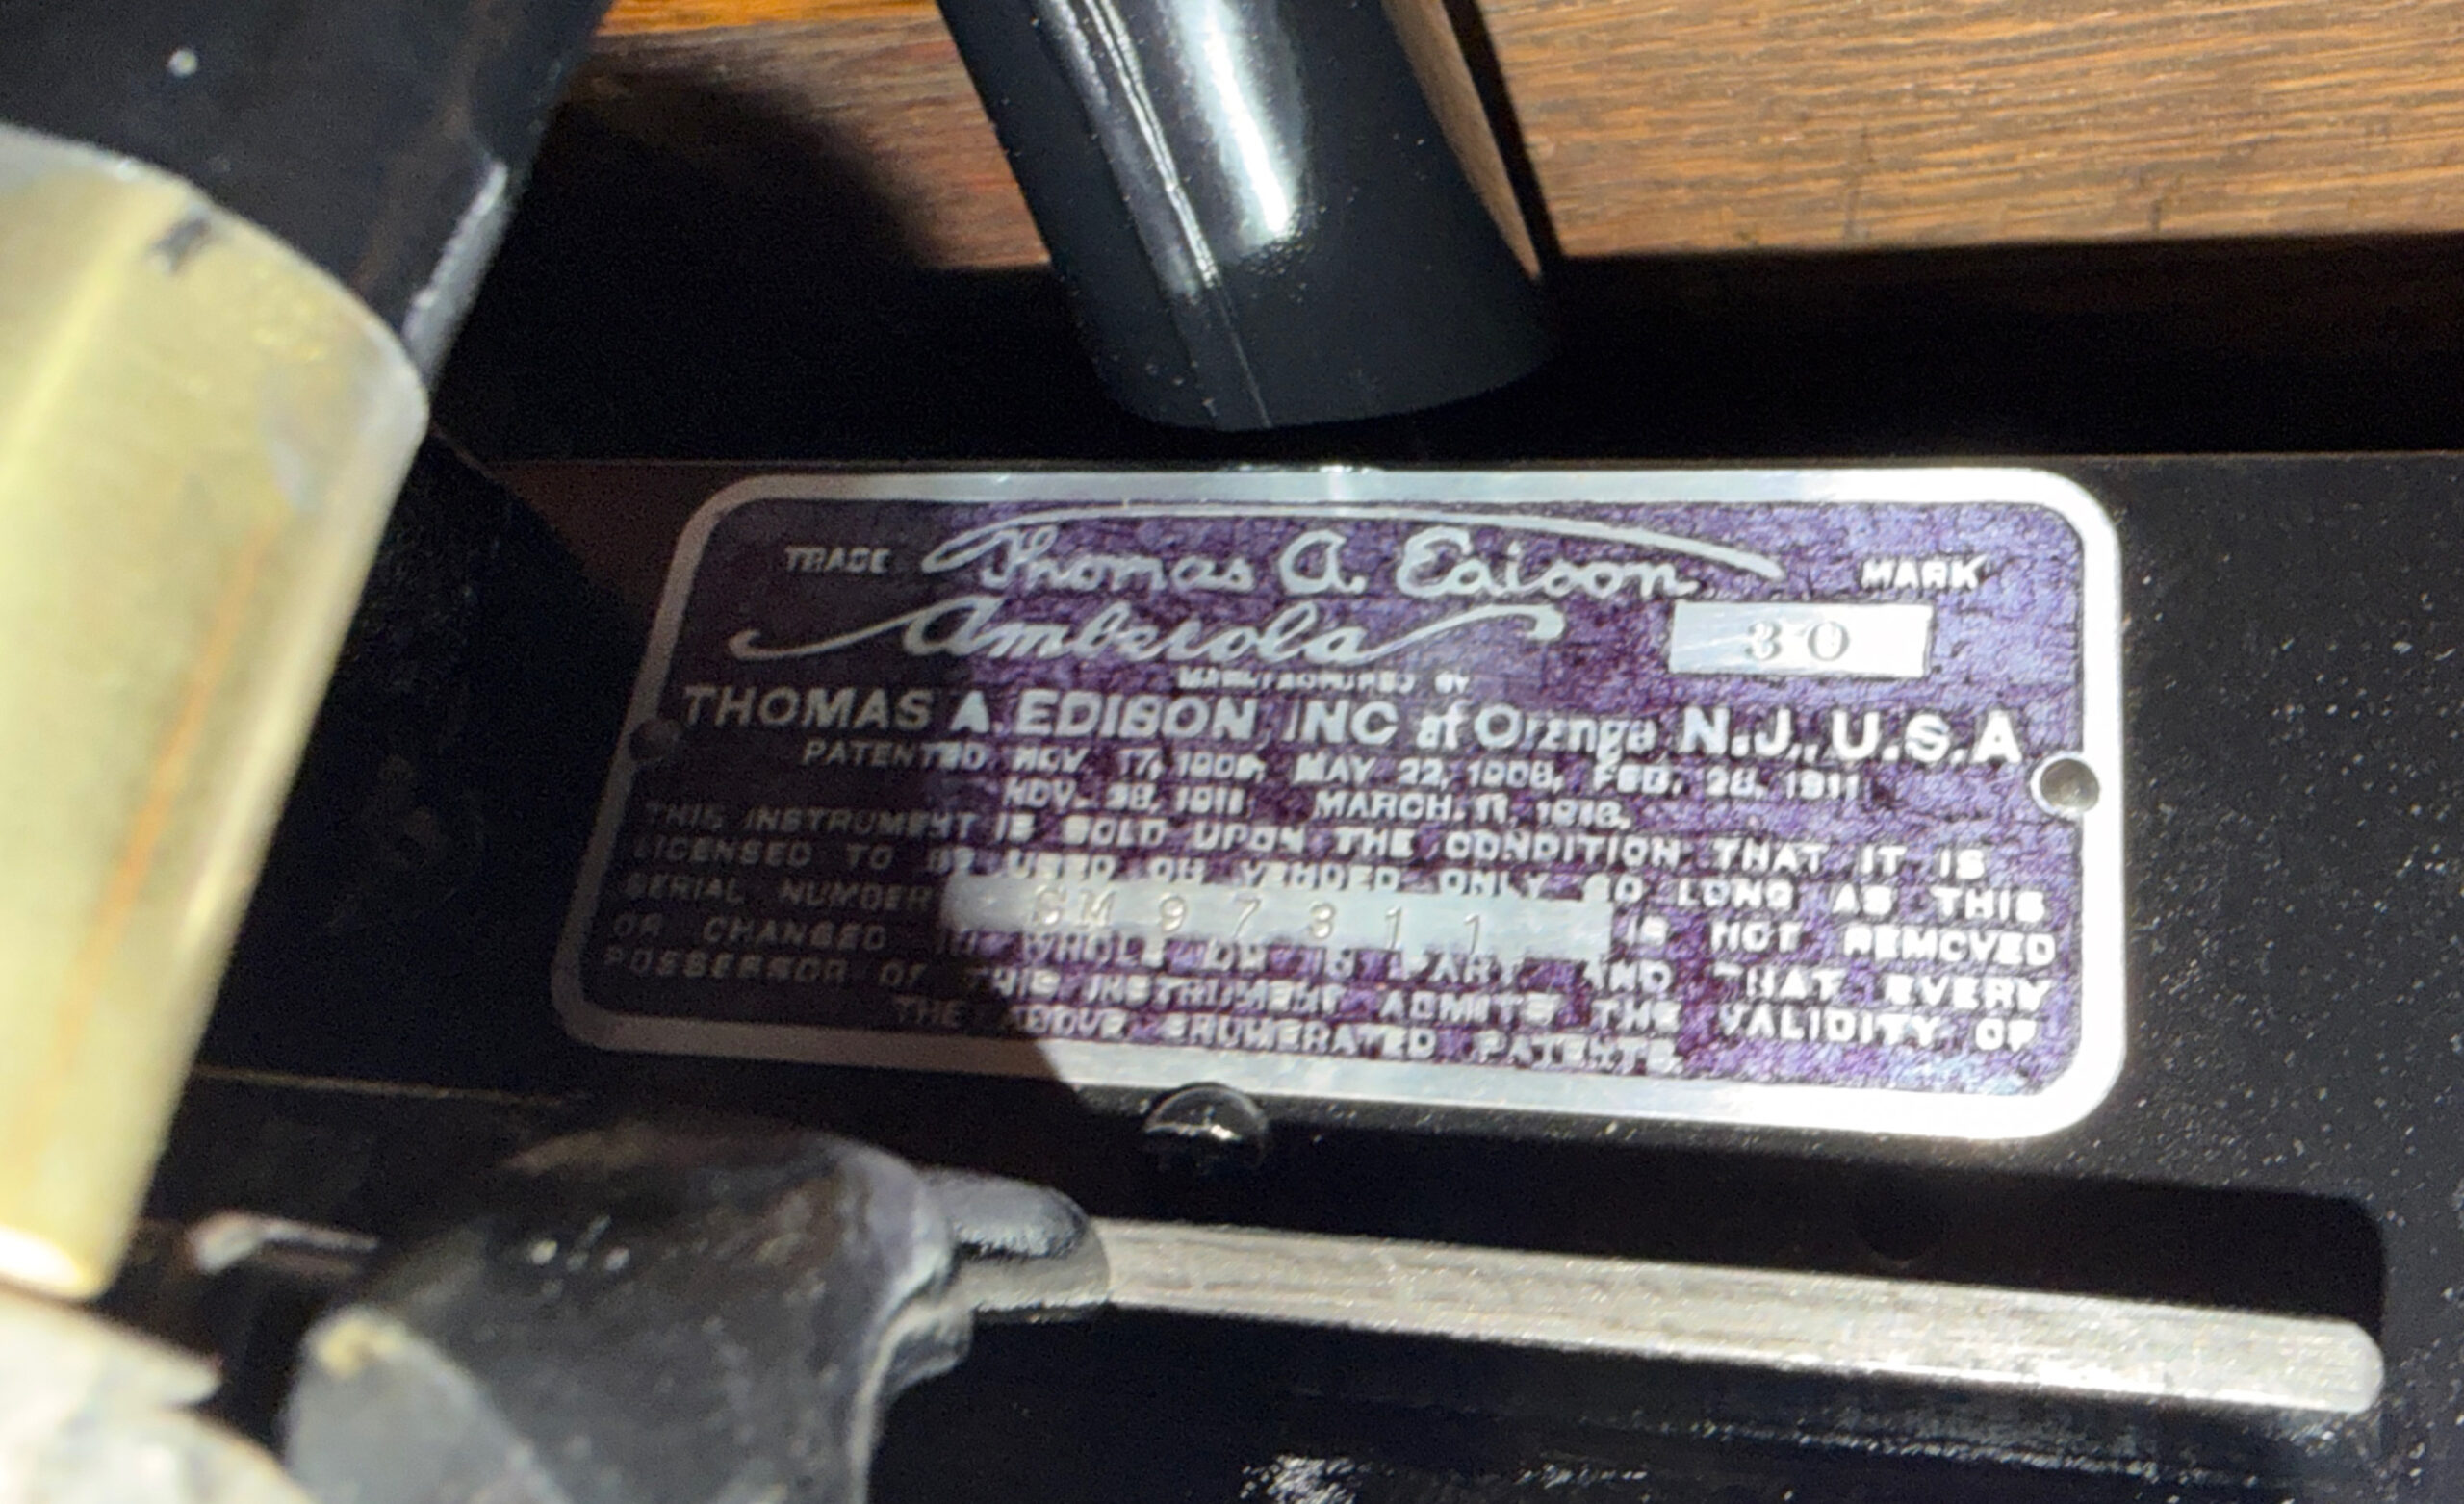 TRADE Thomas A. Edison MARK
Amberola 30
MANUFACTURED BY
THOMAS A. EDISON, INC of Orange N.J., U.S.A
PATENTED NOV. 17, MAY 22, FEB. 28, 1911
NOV. 28, 1911, MARCH. 11,
THIS INSTRUMENT IS SOLD UPON THE CONDITION THAT IT IS
LICENSED TO BE USED OR VENDED ONLY SO LONG AS THIS
SERIAL NUMBER SM 97311 IS NOT REMOVED
OR CHANGED IN WHOLE OR IN PART AND THAT EVERY
POSSESSOR OF THIS INSTRUMENT ADMITS THE VALIDITY OF
THE ABOVE ENUMERATED PATENTS.